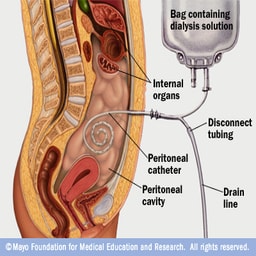 Bag containing
dialysis solution
Internal
organs
Disconnect
tubing
Peritoneal
catheter
Peritoneal
cavity
Drain
line
©Mayo Foundation for Medical Education and Research. All rights reserved.